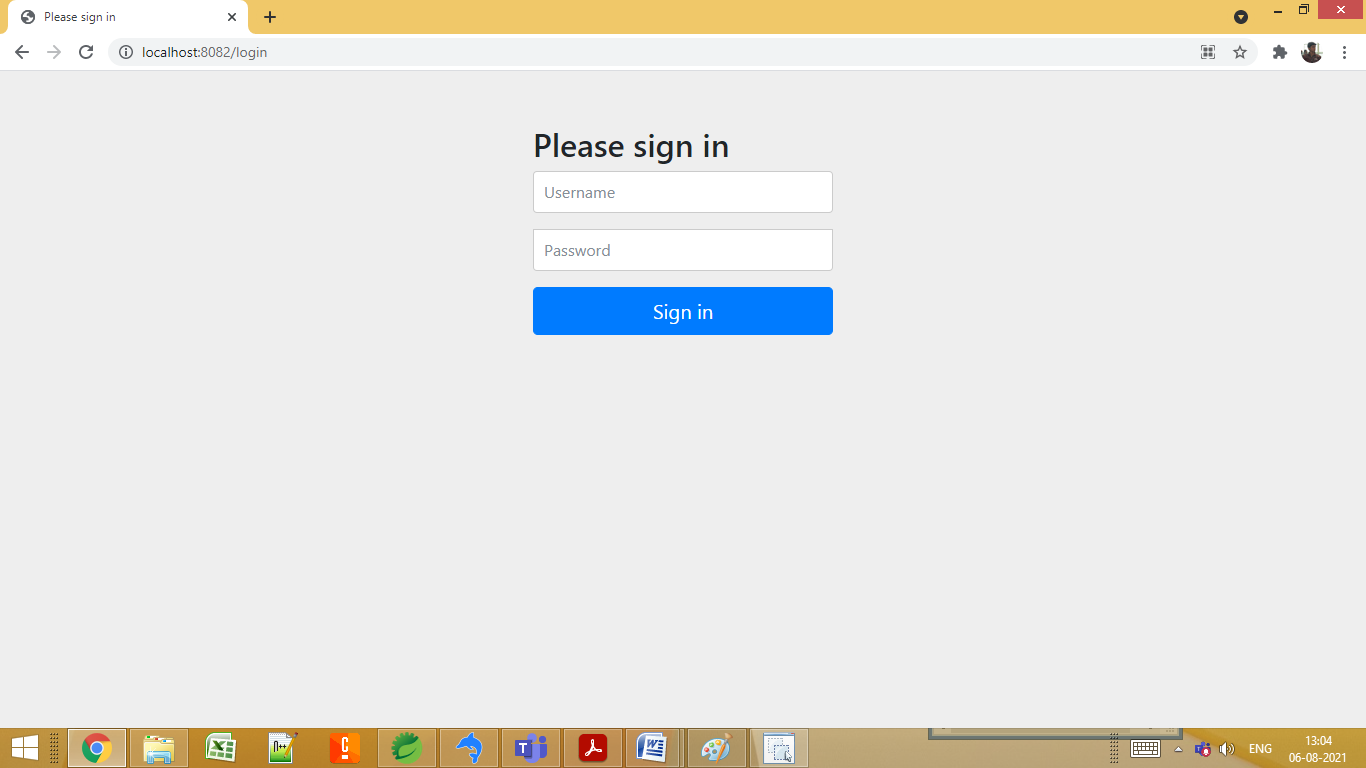 Please sign in
localhost:8082/login
Please sign in
Username
Password
Sign in
ENG
13:04
06-08-2021